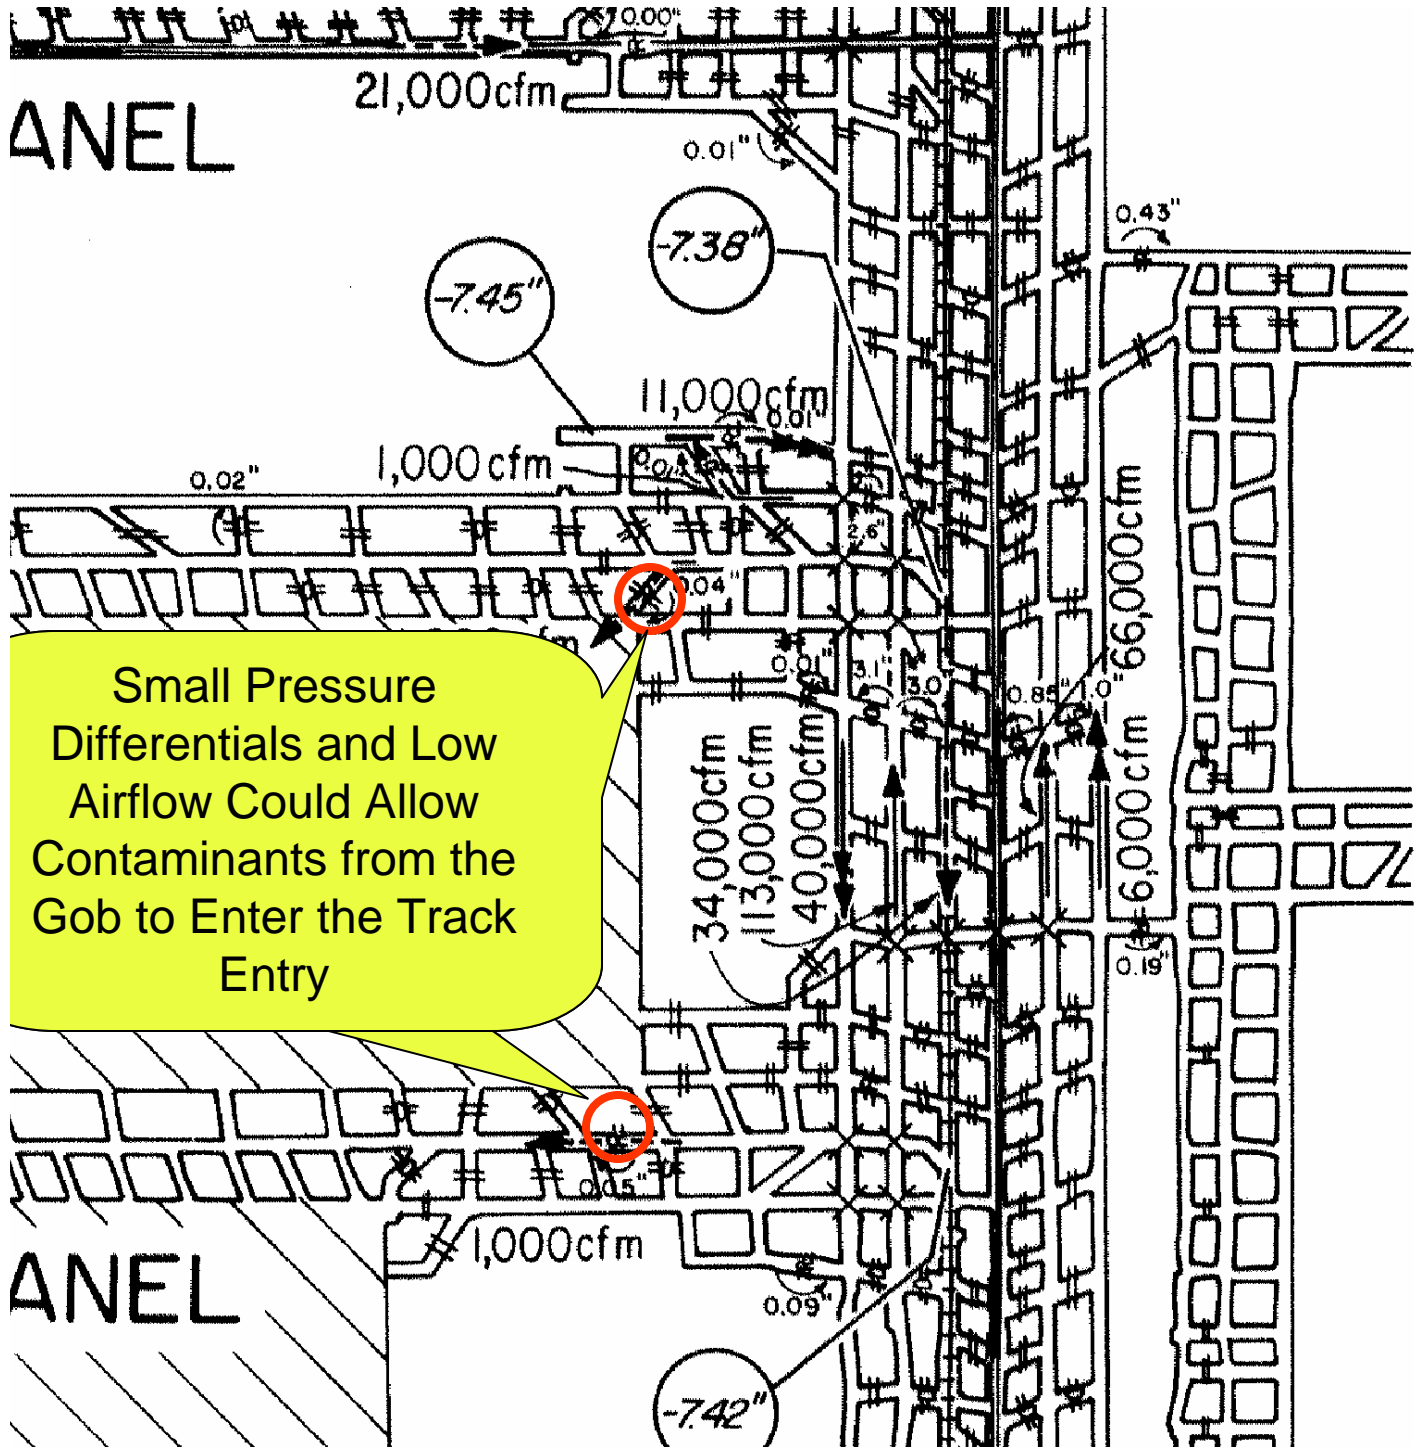 0.00"
21,000cfm
ANEL
0.01"
-7.38"
0.43"
-7.45"
11,000cfm
0.01"
1,000 cfm
0.02"
2.6"
0.04"
66,000cfm
0.01"
3.1"
3.0"
0.85"
1.0"
Small Pressure
Differentials and Low
Airflow Could Allow
Contaminants from the
Gob to Enter the Track
Entry
34,000cfm
113,000cfm
40,000cfm
6,000cfm
0.19"
0.05"
1,000cfm
ANEL
0.09"
-7.42"